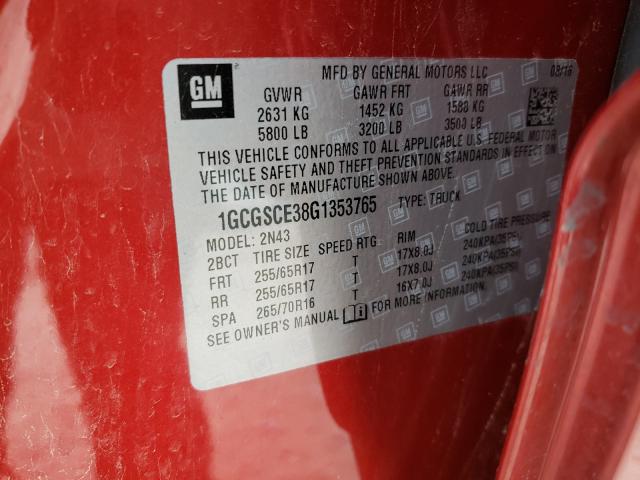 GM
MFD BY GENERAL MOTORS LLC 08/16
GVWR GAWR FRT GAWR RR
2631 KG 1452 KG 1588 KG
5800 LB 3200 LB 3500 LB
THIS VEHICLE CONFORMS TO ALL APPLICABLE U.S. FEDERAL MOTOR
VEHICLE SAFETY AND THEFT PREVENTION STANDARDS IN EFFECT ON
THE DATE OF MANUFACTURE SHOWN ABOVE.
1GCGSCE38G1353765 TYPE: TRUCK
MODEL: 2N43
2BCT TIRE SIZE SPEED RTG RIM COLD TIRE PRESSURE
FRT 255/65R17 T 17X8.0J 240KPA(35PSI)
RR 255/65R17 T 17X8.0J 240KPA(35PSI)
SPA 265/70R16 T 16X7.0J 240KPA(35PSI)
SEE OWNER'S MANUAL FOR MORE INFORMATION.